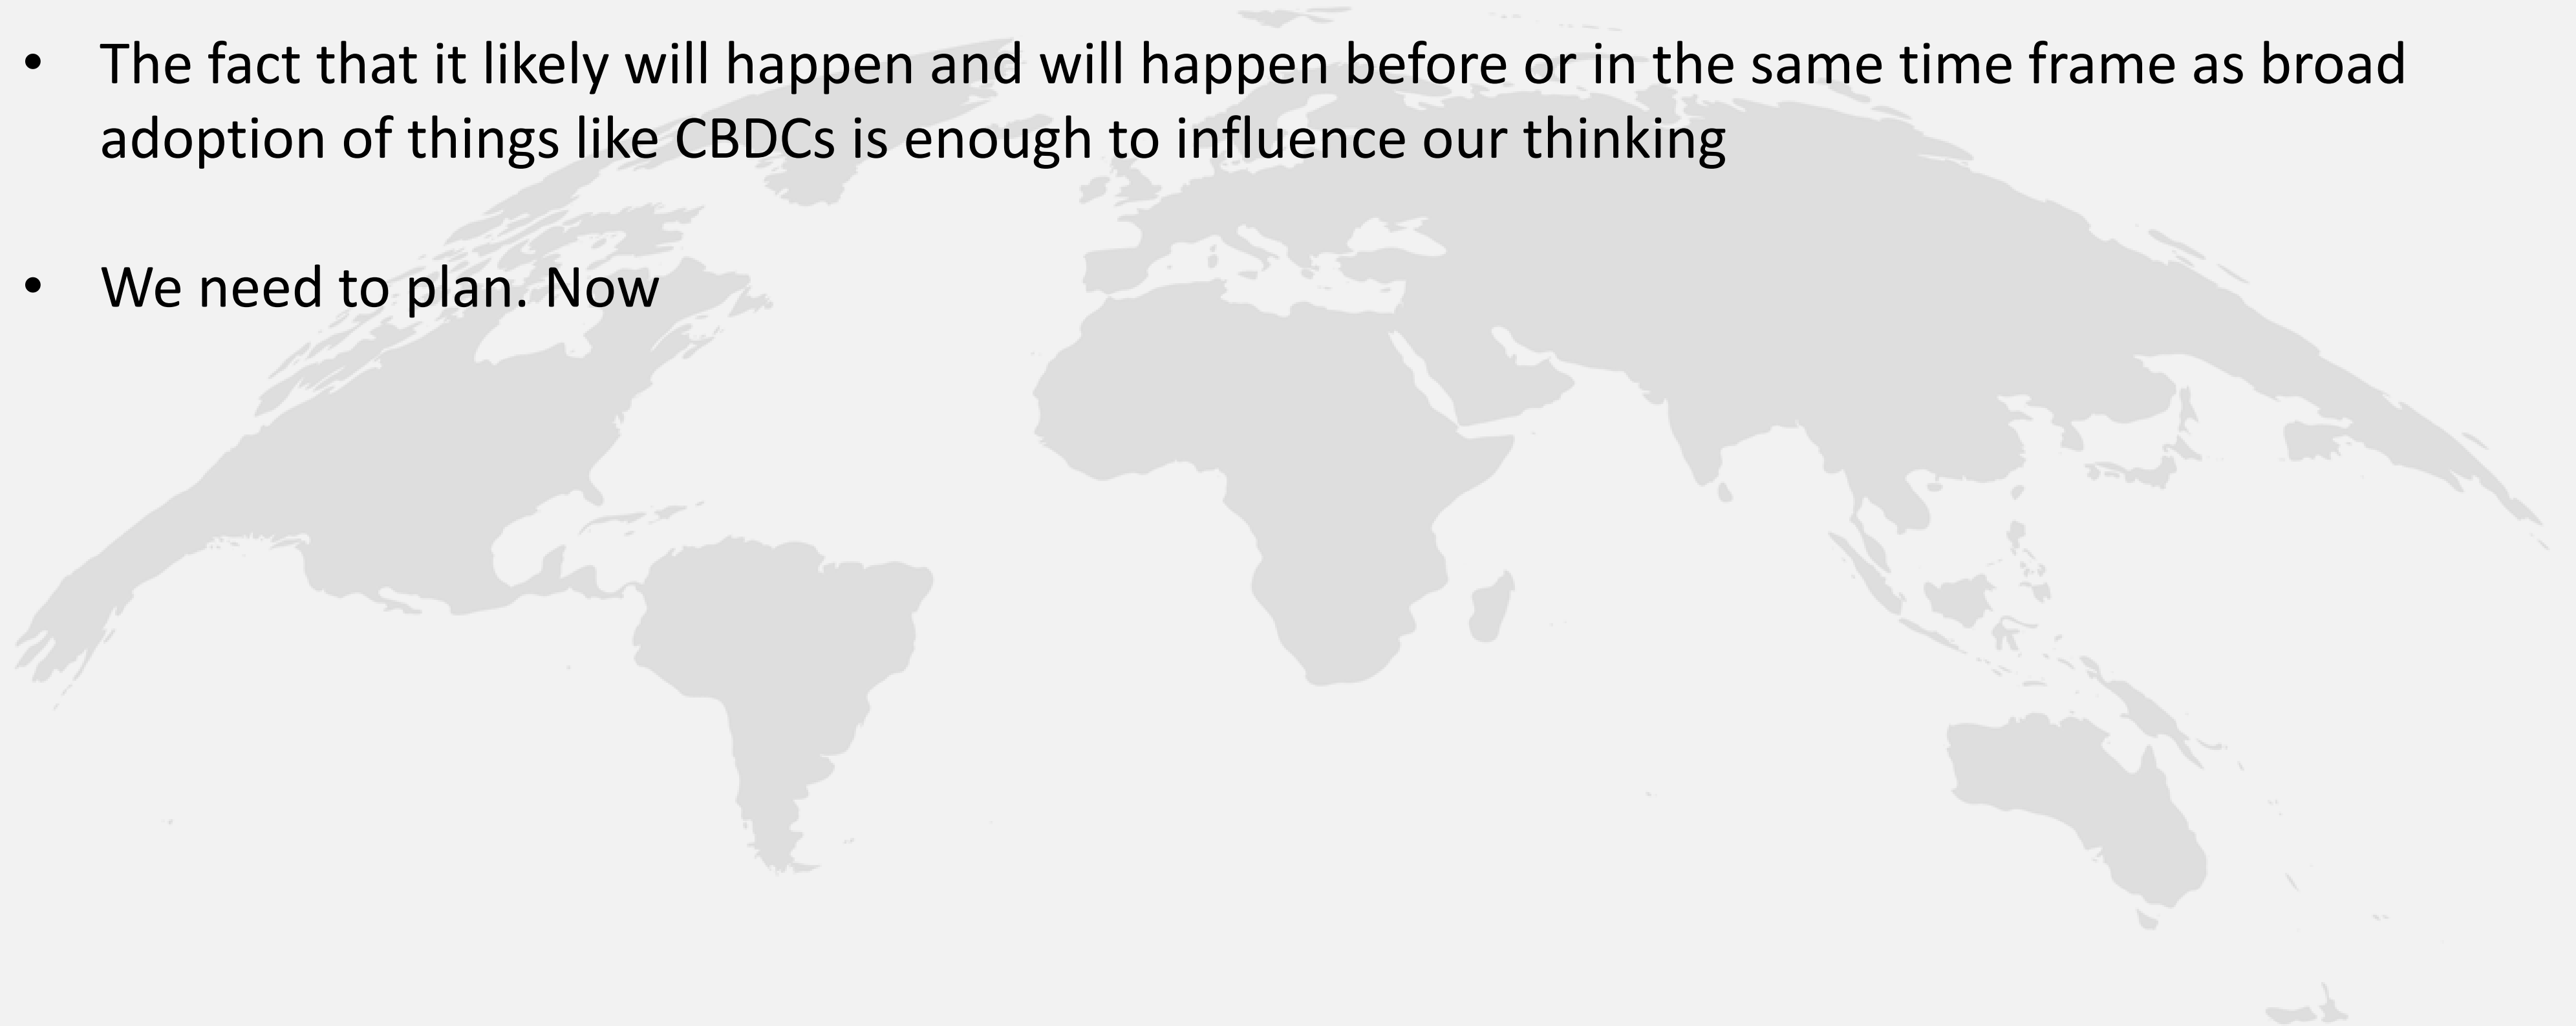 • The fact that it likely will happen and will happen before or in the same time frame as broad
adoption of things like CBDCs is enough to influence our thinking
• We need to plan. Now